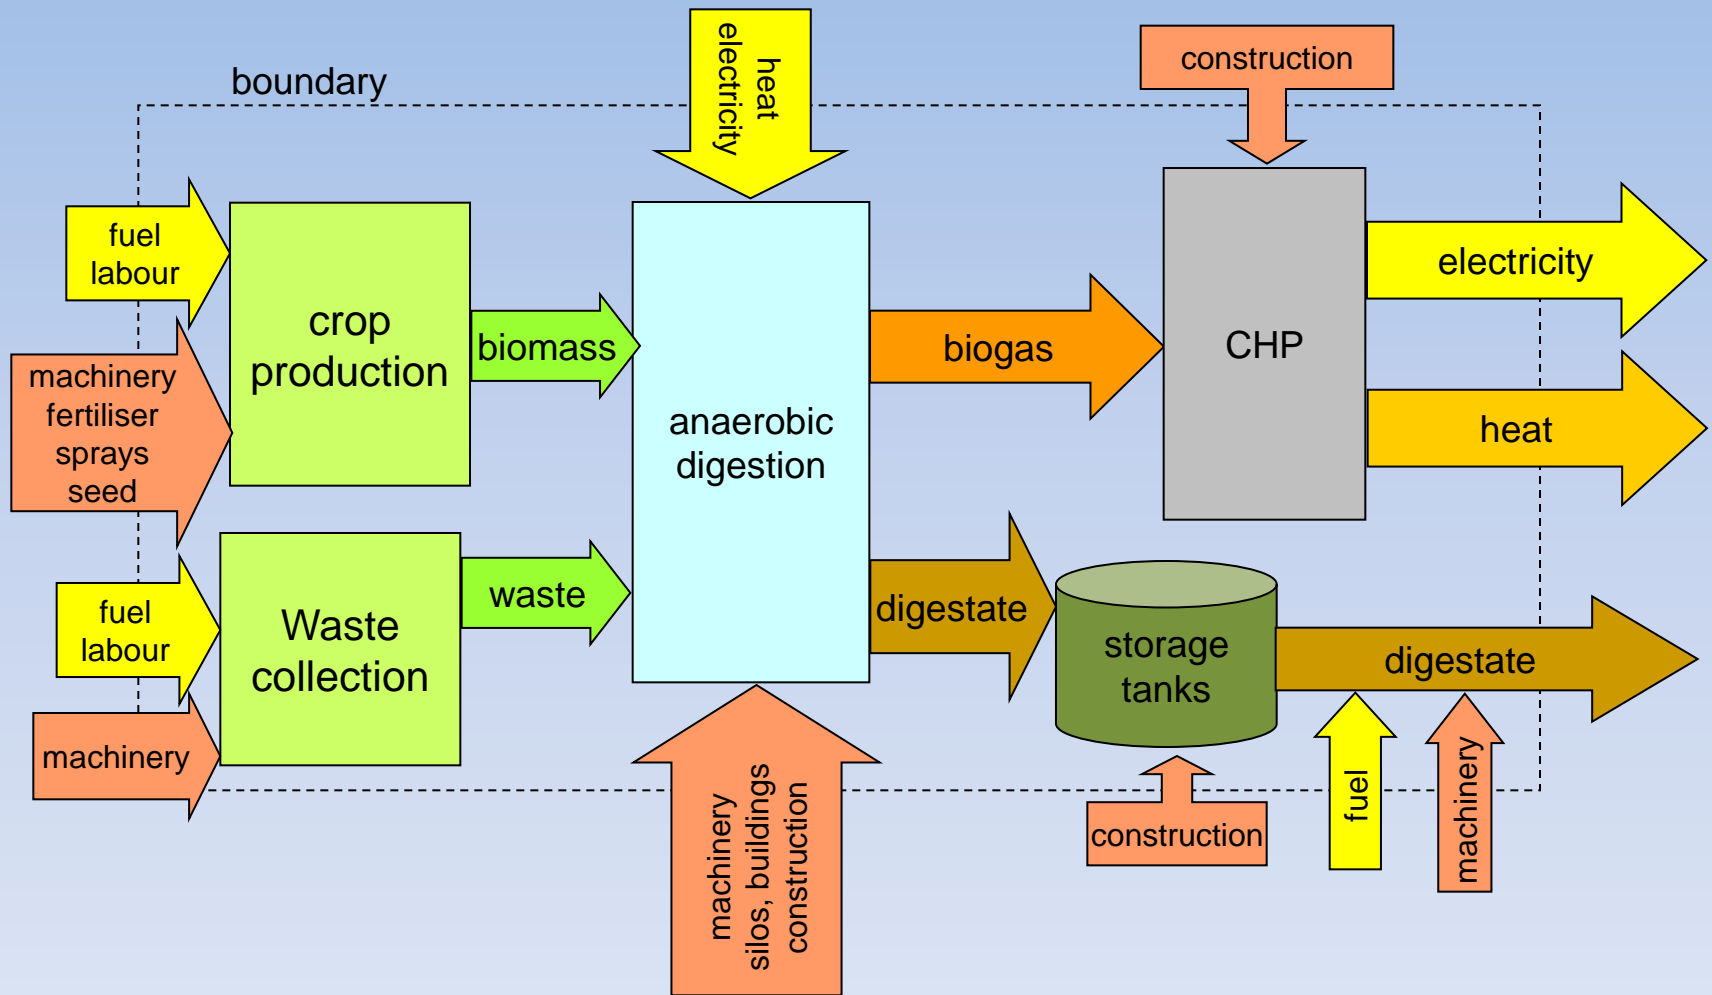 boundary
heat
electricity
construction
fuel
labour
crop
production
biomass
machinery
fertiliser
sprays
seed
anaerobic
digestion
biogas
CHP
electricity
heat
fuel
labour
Waste
collection
waste
machinery
digestate
storage
tanks
digestate
machinery
silos, buildings
construction
construction
fuel
machinery